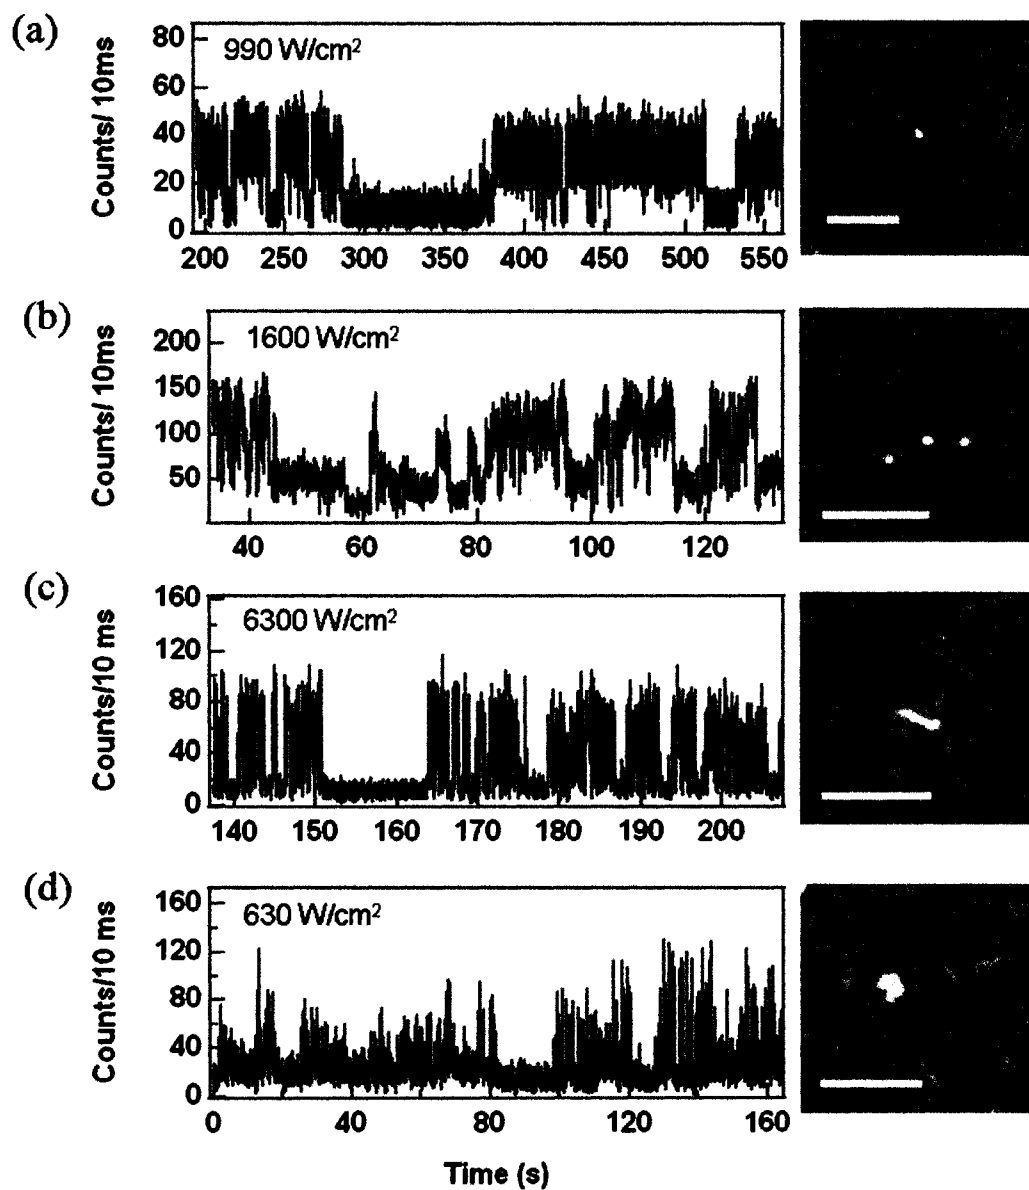 (a)
Counts/ 10ms
990 W/cm²
80
60
40
20
0
200 250 300 350 400 450 500 550
(b)
Counts/ 10ms
1600 W/cm²
200
150
100
50
40 60 80 100 120
(c)
Counts/10 ms
6300 W/cm²
160
120
80
40
0
140 150 160 170 180 190 200
(d)
Counts/10 ms
630 W/cm²
160
120
80
40
0
0 40 80 120 160
Time (s)